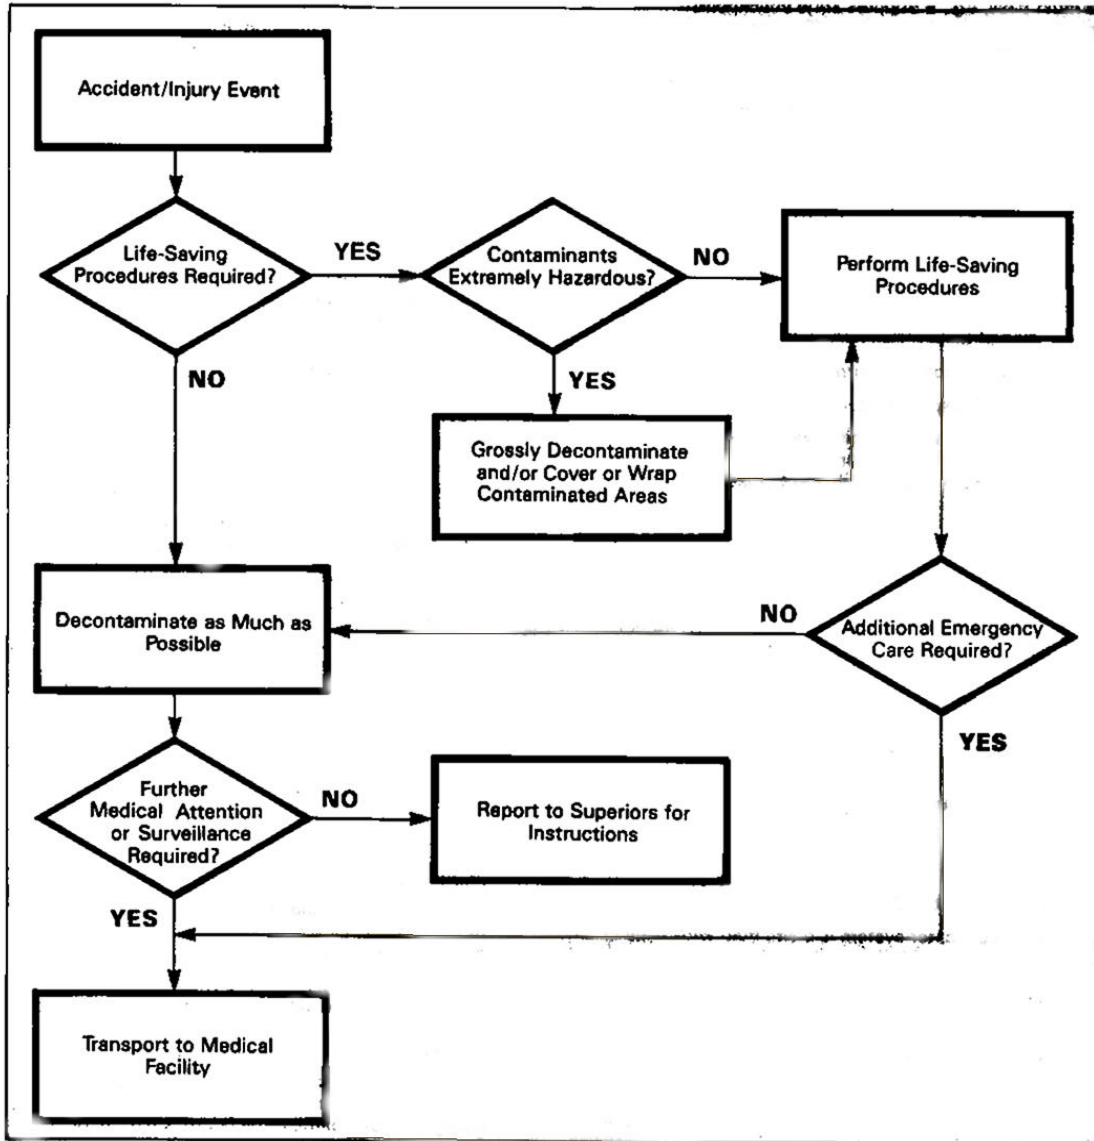 Accident/Injury Event
Life-Saving
Procedures Required?
YES
Contaminants
Extremely Hazardous?
NO
Perform Life-Saving
Procedures
NO
YES
Grossly Decontaminate
and/or Cover or Wrap
Contaminated Areas
Decontaminate as Much as
Possible
NO
Additional Emergency
Care Required?
YES
Further
Medical Attention
or Surveillance
Required?
NO
Report to Superiors for
Instructions
YES
Transport to Medical
Facility